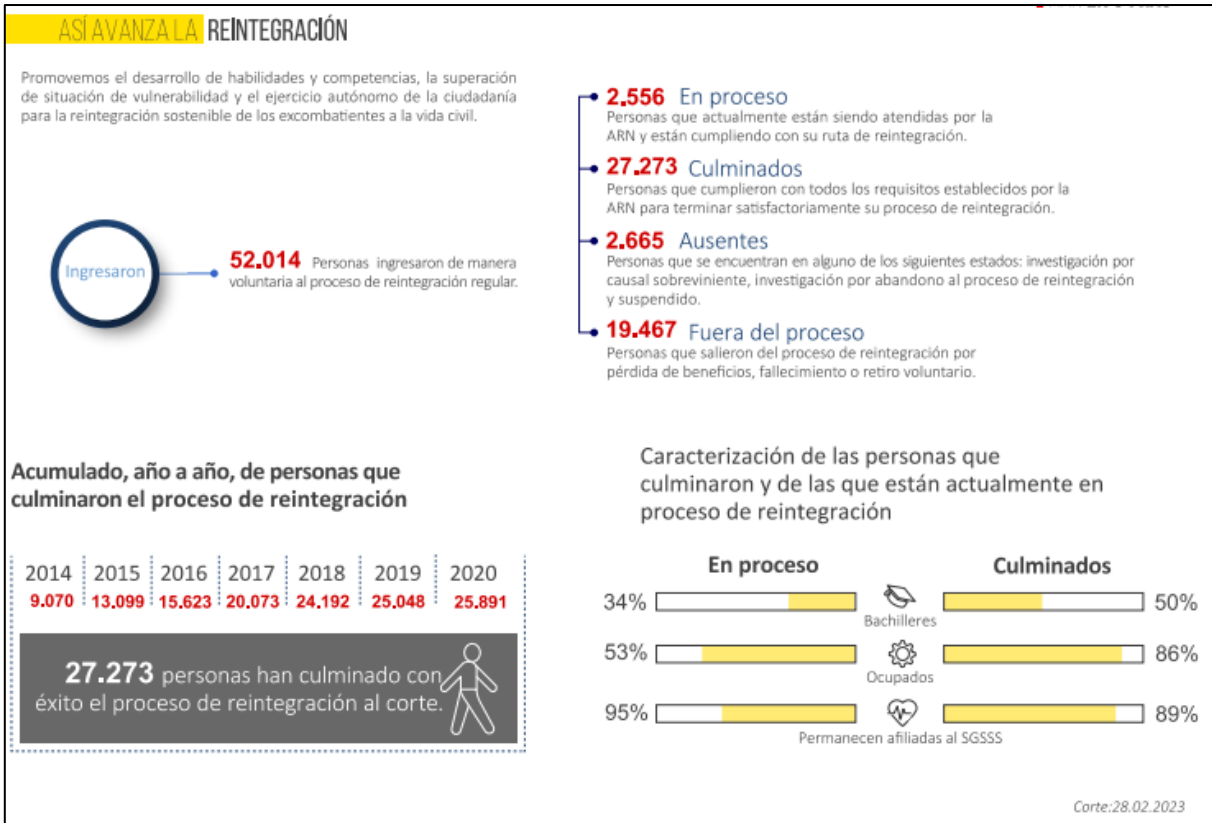 ASÍ AVANZA LA REINTEGRACIÓN
Promovemos el desarrollo de habilidades y competencias, la superación
de situación de vulnerabilidad y el ejercicio autónomo de la ciudadanía
para la reintegración sostenible de los excombatientes a la vida civil.
Ingresaron
52.014 Personas ingresaron de manera
voluntaria al proceso de reintegración regular.
2.556 En proceso
Personas que actualmente están siendo atendidas por la
ARN y están cumpliendo con su ruta de reintegración.
27.273 Culminados
Personas que cumplieron con todos los requisitos establecidos por la
ARN para terminar satisfactoriamente su proceso de reintegración.
2.665 Ausentes
Personas que se encuentran en alguno de los siguientes estados: investigación por
causal sobreviniente, investigación por abandono al proceso de reintegración
y suspendido.
19.467 Fuera del proceso
Personas que salieron del proceso de reintegración por
pérdida de beneficios, fallecimiento o retiro voluntario.
Acumulado, año a año, de personas que
culminaron el proceso de reintegración
2014 2015 2016 2017 2018 2019 2020
9.070 13.099 15.623 20.073 24.192 25.048 25.891
27.273 personas han culminado con
éxito el proceso de reintegración al corte.
Caracterización de las personas que
culminaron y de las que están actualmente en
proceso de reintegración
En proceso Culminados
34% 50%
Bachilleres
53% 86%
Ocupados
95% 89%
Permanecen afiliadas al SGSSS
Corte:28.02.2023